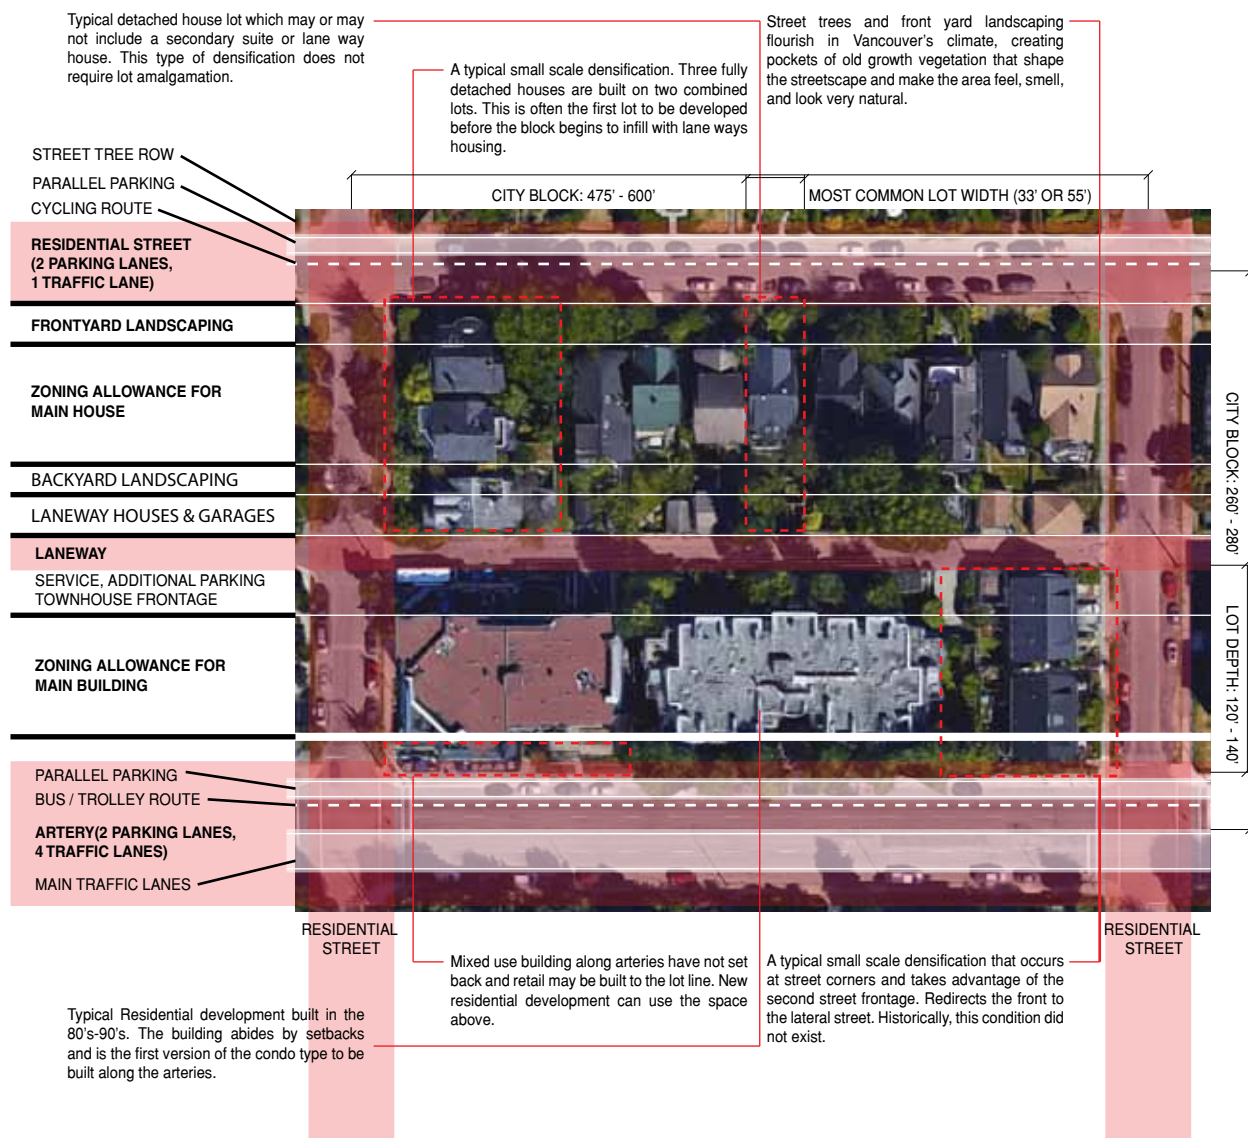 Typical detached house lot which may or may
not include a secondary suite or lane way
house. This type of densification does not
require lot amalgamation.
Street trees and front yard landscaping
flourish in Vancouver's climate, creating
pockets of old growth vegetation that shape
the streetscape and make the area feel, smell,
and look very natural.
A typical small scale densification. Three fully
detached houses are built on two combined
lots. This is often the first lot to be developed
before the block begins to infill with lane ways
housing.
STREET TREE ROW
PARALLEL PARKING
CYCLING ROUTE
CITY BLOCK: 475' - 600'
MOST COMMON LOT WIDTH (33' OR 55')
RESIDENTIAL STREET
(2 PARKING LANES,
1 TRAFFIC LANE)
FRONTYARD LANDSCAPING
ZONING ALLOWANCE FOR
MAIN HOUSE
BACKYARD LANDSCAPING
LANEWAY HOUSES & GARAGES
LANEWAY
SERVICE, ADDITIONAL PARKING
TOWNHOUSE FRONTAGE
ZONING ALLOWANCE FOR
MAIN BUILDING
CITY BLOCK: 260' - 280'
LOT DEPTH: 120' - 140'
PARALLEL PARKING
BUS / TROLLEY ROUTE
ARTERY(2 PARKING LANES,
4 TRAFFIC LANES)
MAIN TRAFFIC LANES
RESIDENTIAL
STREET
RESIDENTIAL
STREET
Mixed use building along arteries have not set
back and retail may be built to the lot line. New
residential development can use the space
above.
A typical small scale densification that occurs
at street corners and takes advantage of the
second street frontage. Redirects the front to
the lateral street. Historically, this condition did
not exist.
Typical Residential development built in the
80's-90's. The building abides by setbacks
and is the first version of the condo type to be
built along the arteries.